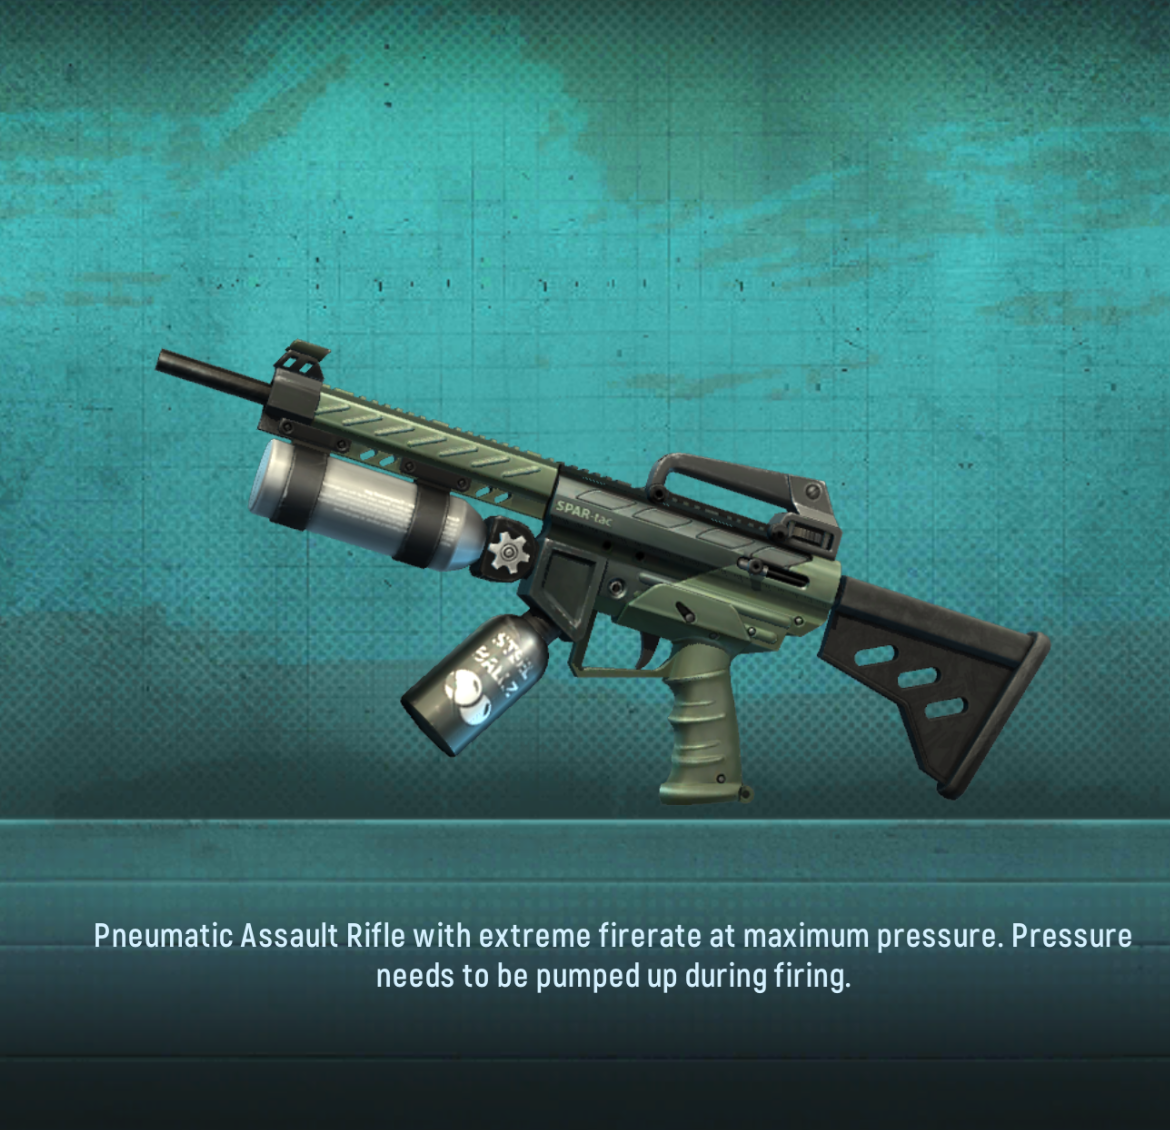 SPAR-tac
BALLZ
Pneumatic Assault Rifle with extreme firerate at maximum pressure. Pressure
needs to be pumped up during firing.